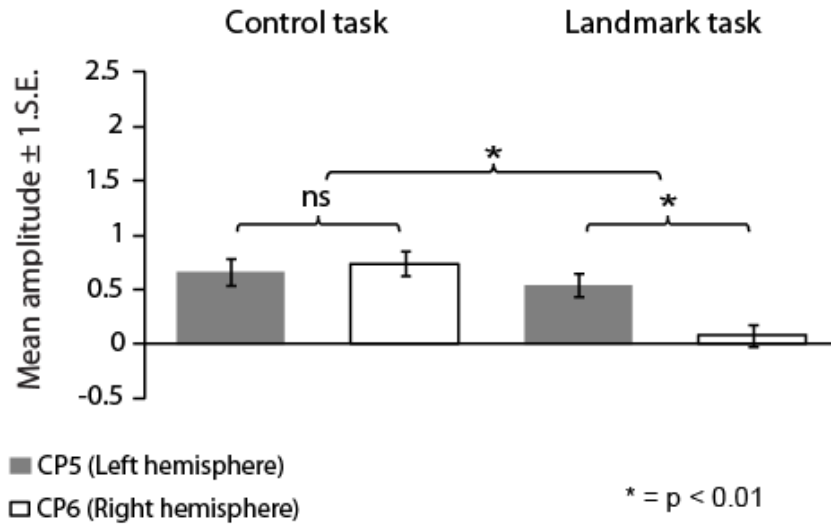 Control task Landmark task
Mean amplitude ± 1.S.E.
2.5
2
1.5
1
0.5
0
-0.5
*
ns
*
CP5 (Left hemisphere)
CP6 (Right hemisphere)
* = p < 0.01